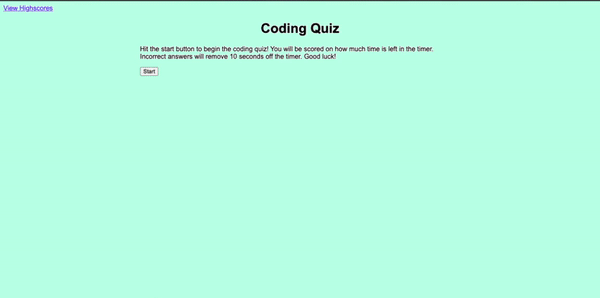 View Highscores
Coding Quiz
Hit the start button to begin the coding quiz! You will be scored on how much time is left in the timer.
Incorrect answers will remove 10 seconds off the timer. Good luck!
Start